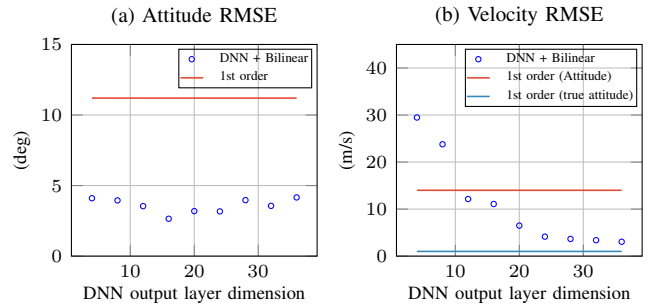 (a) Attitude RMSE
15
10
5
0
(deg)
DNN + Bilinear
1st order
10
20
30
DNN output layer dimension
(b) Velocity RMSE
40
30
20
10
0
(m/s)
DNN + Bilinear
1st order (Attitude)
1st order (true attitude)
10
20
30
DNN output layer dimension